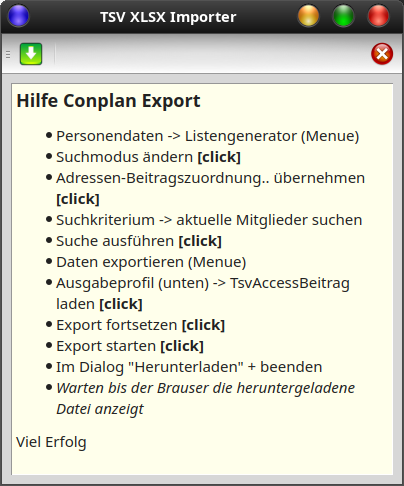 TSV XLSX Importer
Hilfe Conplan Export
• Personendaten -> Listengenerator (Menue)
• Suchmodus ändern [click]
• Adressen-Beitragszuordnung.. übernehmen
[click]
• Suchkriterium -> aktuelle Mitglieder suchen
• Suche ausführen [click]
• Daten exportieren (Menue)
• Ausgabeprofil (unten) -> TsvAccessBeitrag
laden [click]
• Export fortsetzen [click]
• Export starten [click]
• Im Dialog "Herunterladen" + beenden
• Warten bis der Brauser die heruntergeladene
Datei anzeigt
Viel Erfolg